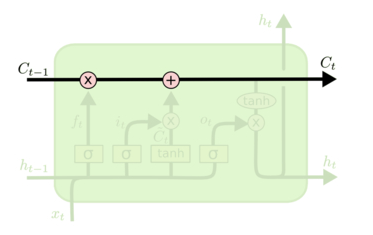 h_t
C_{t-1} x + C_t
tanh
f_t i_t x o_t x
C̃_t
σ σ tanh σ
h_{t-1} h_t
x_t